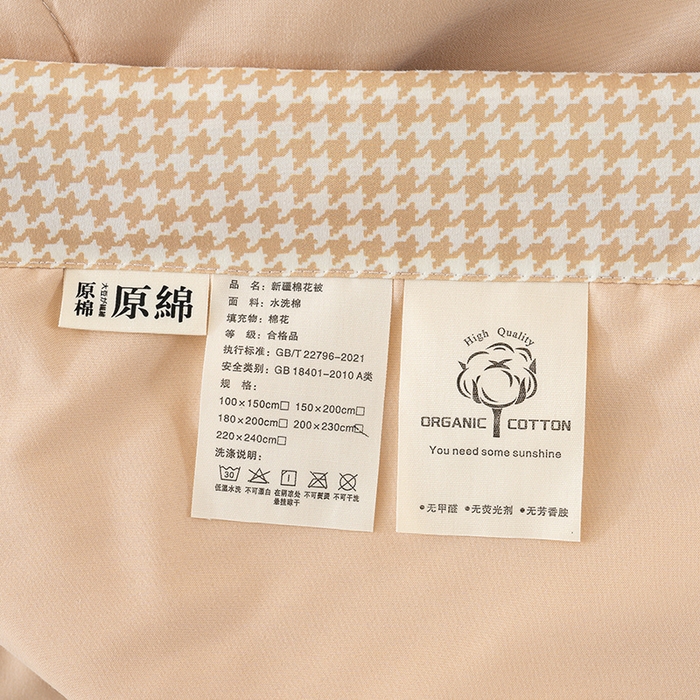 原棉
原綿
品 名: 新疆棉花被
面 料: 水洗棉
填充物: 棉花
等 级: 合格品
执行标准: GB/T 22796-2021
安全类别: GB 18401-2010 A类
规 格:
100×150cm□ 150×200cm□
180×200cm□ 200×230cm□
220×240cm□
洗涤说明:
30
低温水洗 不可漂白 在阴凉处悬挂晾干 不可熨烫 不可干洗
High Quality
ORGANIC COTTON
You need some sunshine
•无甲醛 •无荧光剂 •无芳香胺